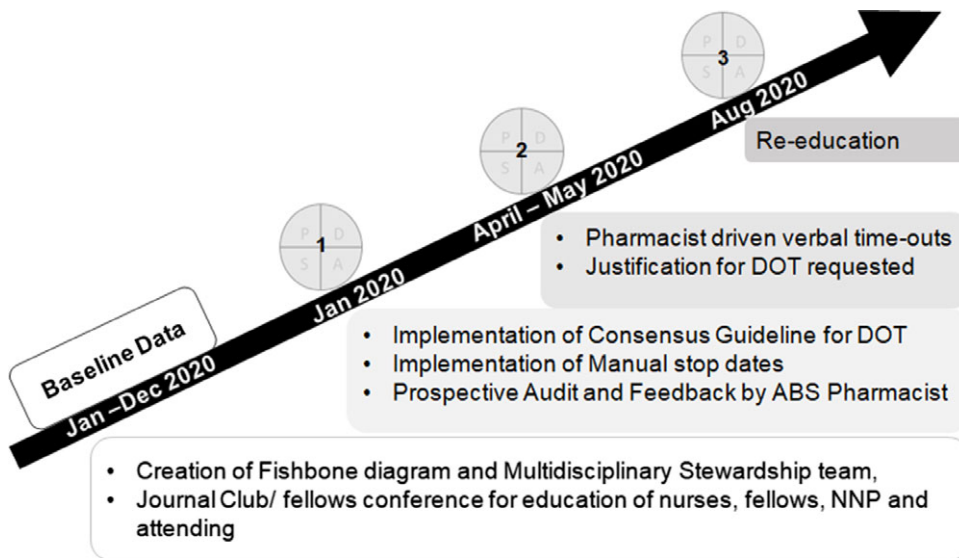 P D
3
S A
Aug 2020
Re-education
P D
2
S A
April – May 2020
• Pharmacist driven verbal time-outs
• Justification for DOT requested
P D
1
S A
Jan 2020
• Implementation of Consensus Guideline for DOT
• Implementation of Manual stop dates
• Prospective Audit and Feedback by ABS Pharmacist
Baseline Data
Jan –Dec 2020
• Creation of Fishbone diagram and Multidisciplinary Stewardship team,
• Journal Club/ fellows conference for education of nurses, fellows, NNP and
attending